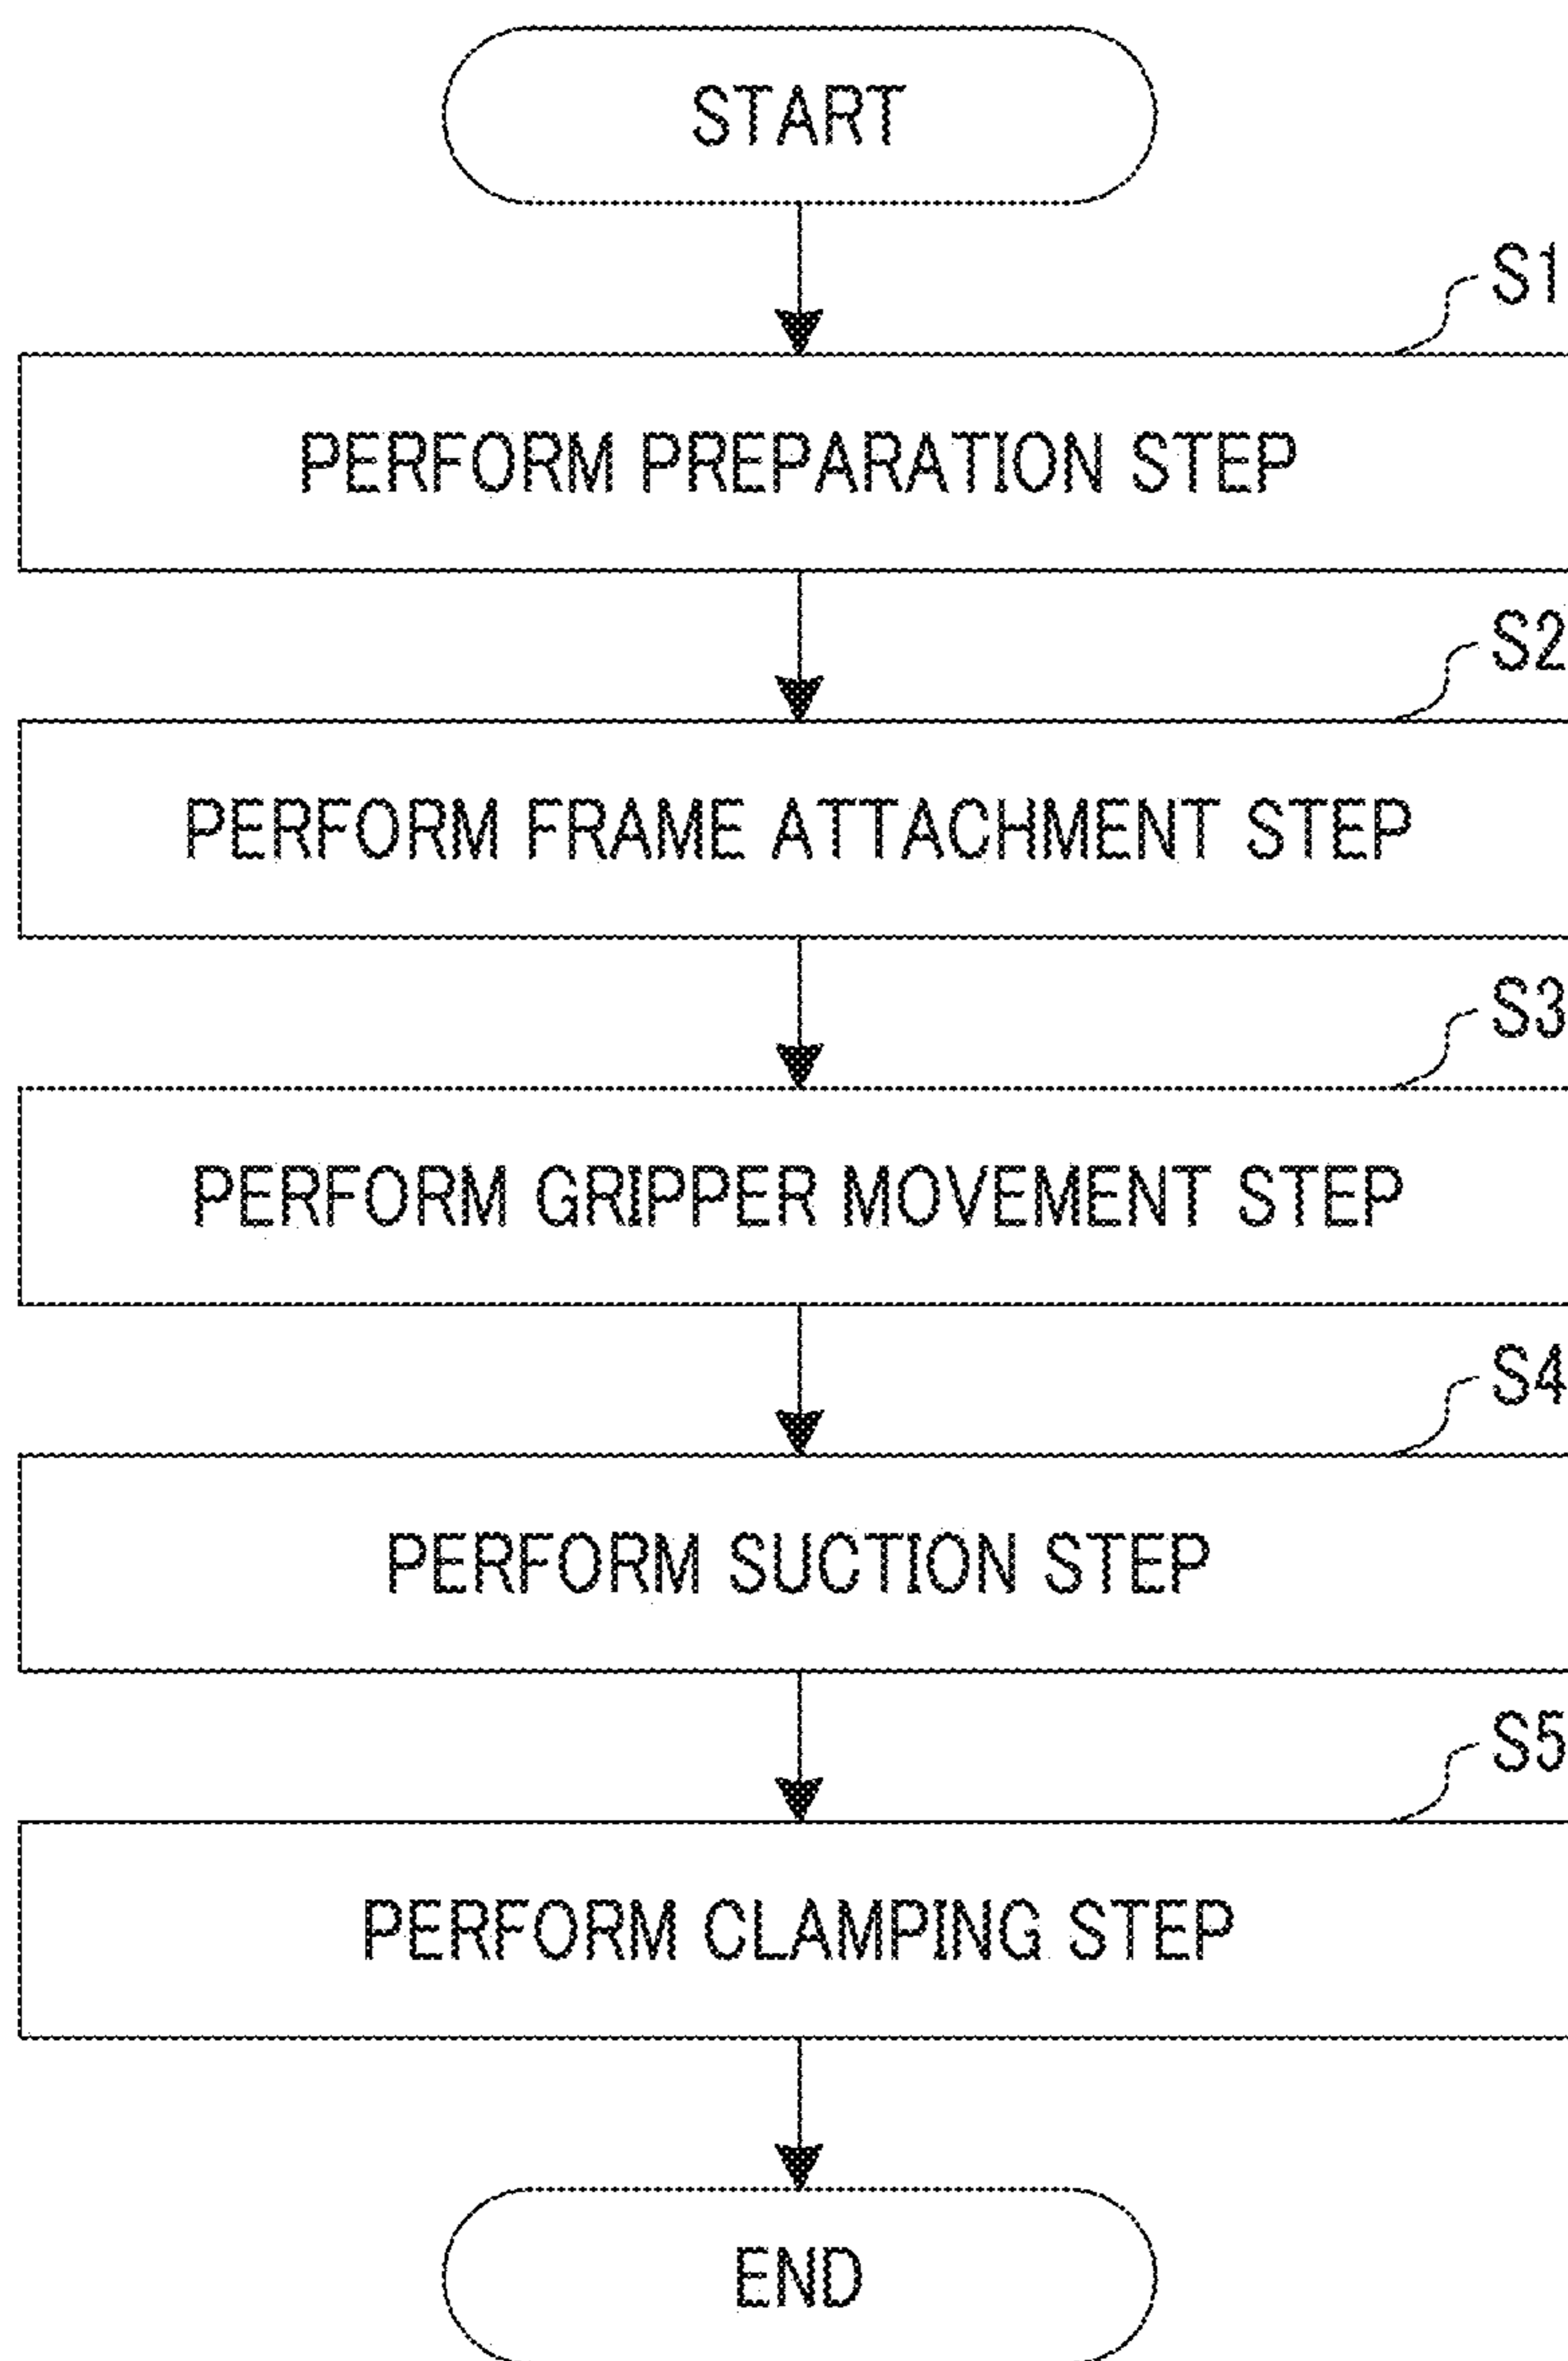 START
S1
PERFORM PREPARATION STEP
S2
PERFORM FRAME ATTACHMENT STEP
S3
PERFORM GRIPPER MOVEMENT STEP
S4
PERFORM SUCTION STEP
S5
PERFORM CLAMPING STEP
END